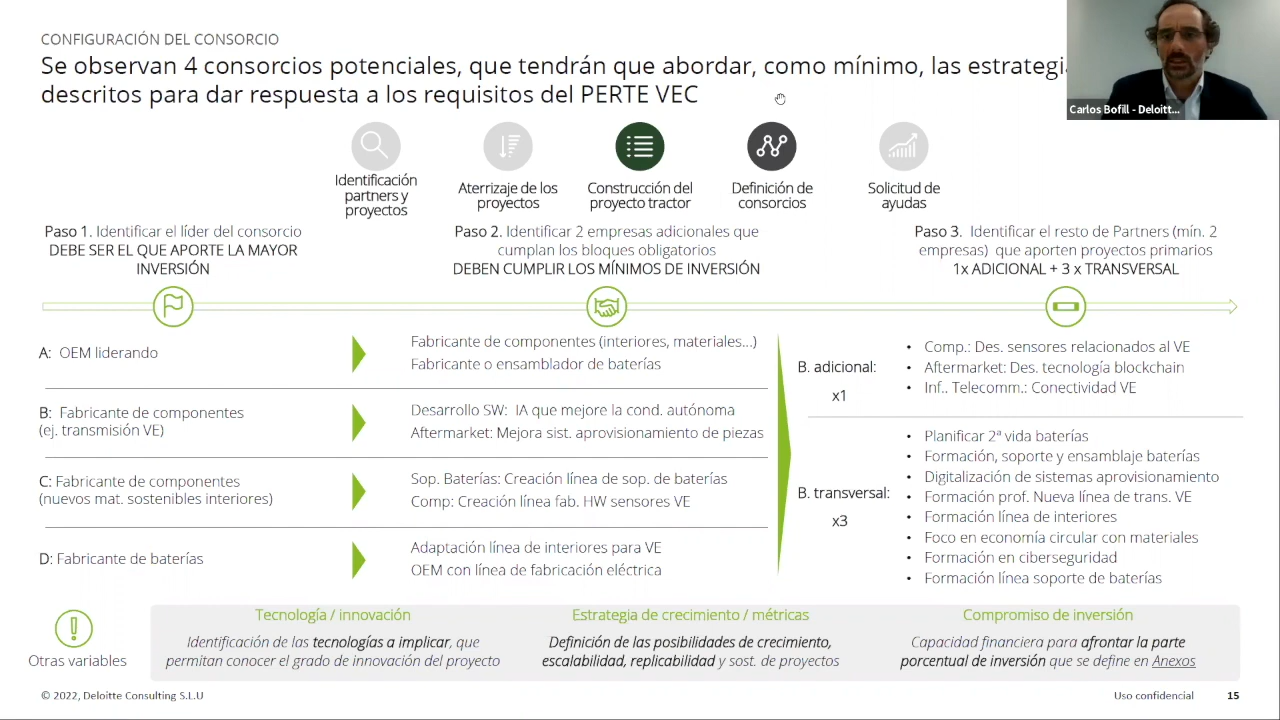 CONFIGURACIÓN DEL CONSORCIO
Se observan 4 consorcios potenciales, que tendrán que abordar, como mínimo, las
descritos para dar respuesta a los requisitos del PERTE VEC
Carlos Bofill - Deloitt...
Identificación
partners y
proyectos
Aterrizaje de los
proyectos
Construcción del
proyecto tractor
Definición de
consorcios
Solicitud de
ayudas
Paso 1. Identificar el líder del consorcio
DEBE SER EL QUE APORTE LA MAYOR
INVERSIÓN
Paso 2. Identificar 2 empresas adicionales que
cumplan los bloques obligatorios
DEBEN CUMPLIR LOS MÍNIMOS DE INVERSIÓN
Paso 3. Identificar el resto de Partners (mín. 2
empresas) que aporten proyectos primarios
1x ADICIONAL + 3 x TRANSVERSAL
A: OEM liderando
Fabricante de componentes (interiores, materiales...)
Fabricante o ensamblador de baterías
B: Fabricante de componentes
(ej. transmisión VE)
Desarrollo SW: IA que mejore la cond. autónoma
Aftermarket: Mejora sist. aprovisionamiento de piezas
C: Fabricante de componentes
(nuevos mat. sostenibles interiores)
Sop. Baterías: Creación línea de sop. de baterías
Comp: Creación línea fab. HW sensores VE
D: Fabricante de baterías
Adaptación línea de interiores para VE
OEM con línea de fabricación eléctrica
B. adicional:
x1
• Comp.: Des. sensores relacionados al VE
• Aftermarket: Des. tecnología blockchain
• Inf.. Telecomm.: Conectividad VE
B. transversal:
x3
• Planificar 2ª vida baterías
• Formación, soporte y ensamblaje baterías
• Digitalización de sistemas aprovisionamiento
• Formación prof. Nueva línea de trans. VE
• Formación línea de interiores
• Foco en economía circular con materiales
• Formación en ciberseguridad
• Formación línea soporte de baterías
Otras variables
Tecnología / innovación
Identificación de las tecnologías a implicar, que
permitan conocer el grado de innovación del proyecto
Estrategia de crecimiento / métricas
Definición de las posibilidades de crecimiento,
escalabilidad, replicabilidad y sost. de proyectos
Compromiso de inversión
Capacidad financiera para afrontar la parte
porcentual de inversión que se define en Anexos
© 2022, Deloitte Consulting S.L.U
Uso confidencial
15